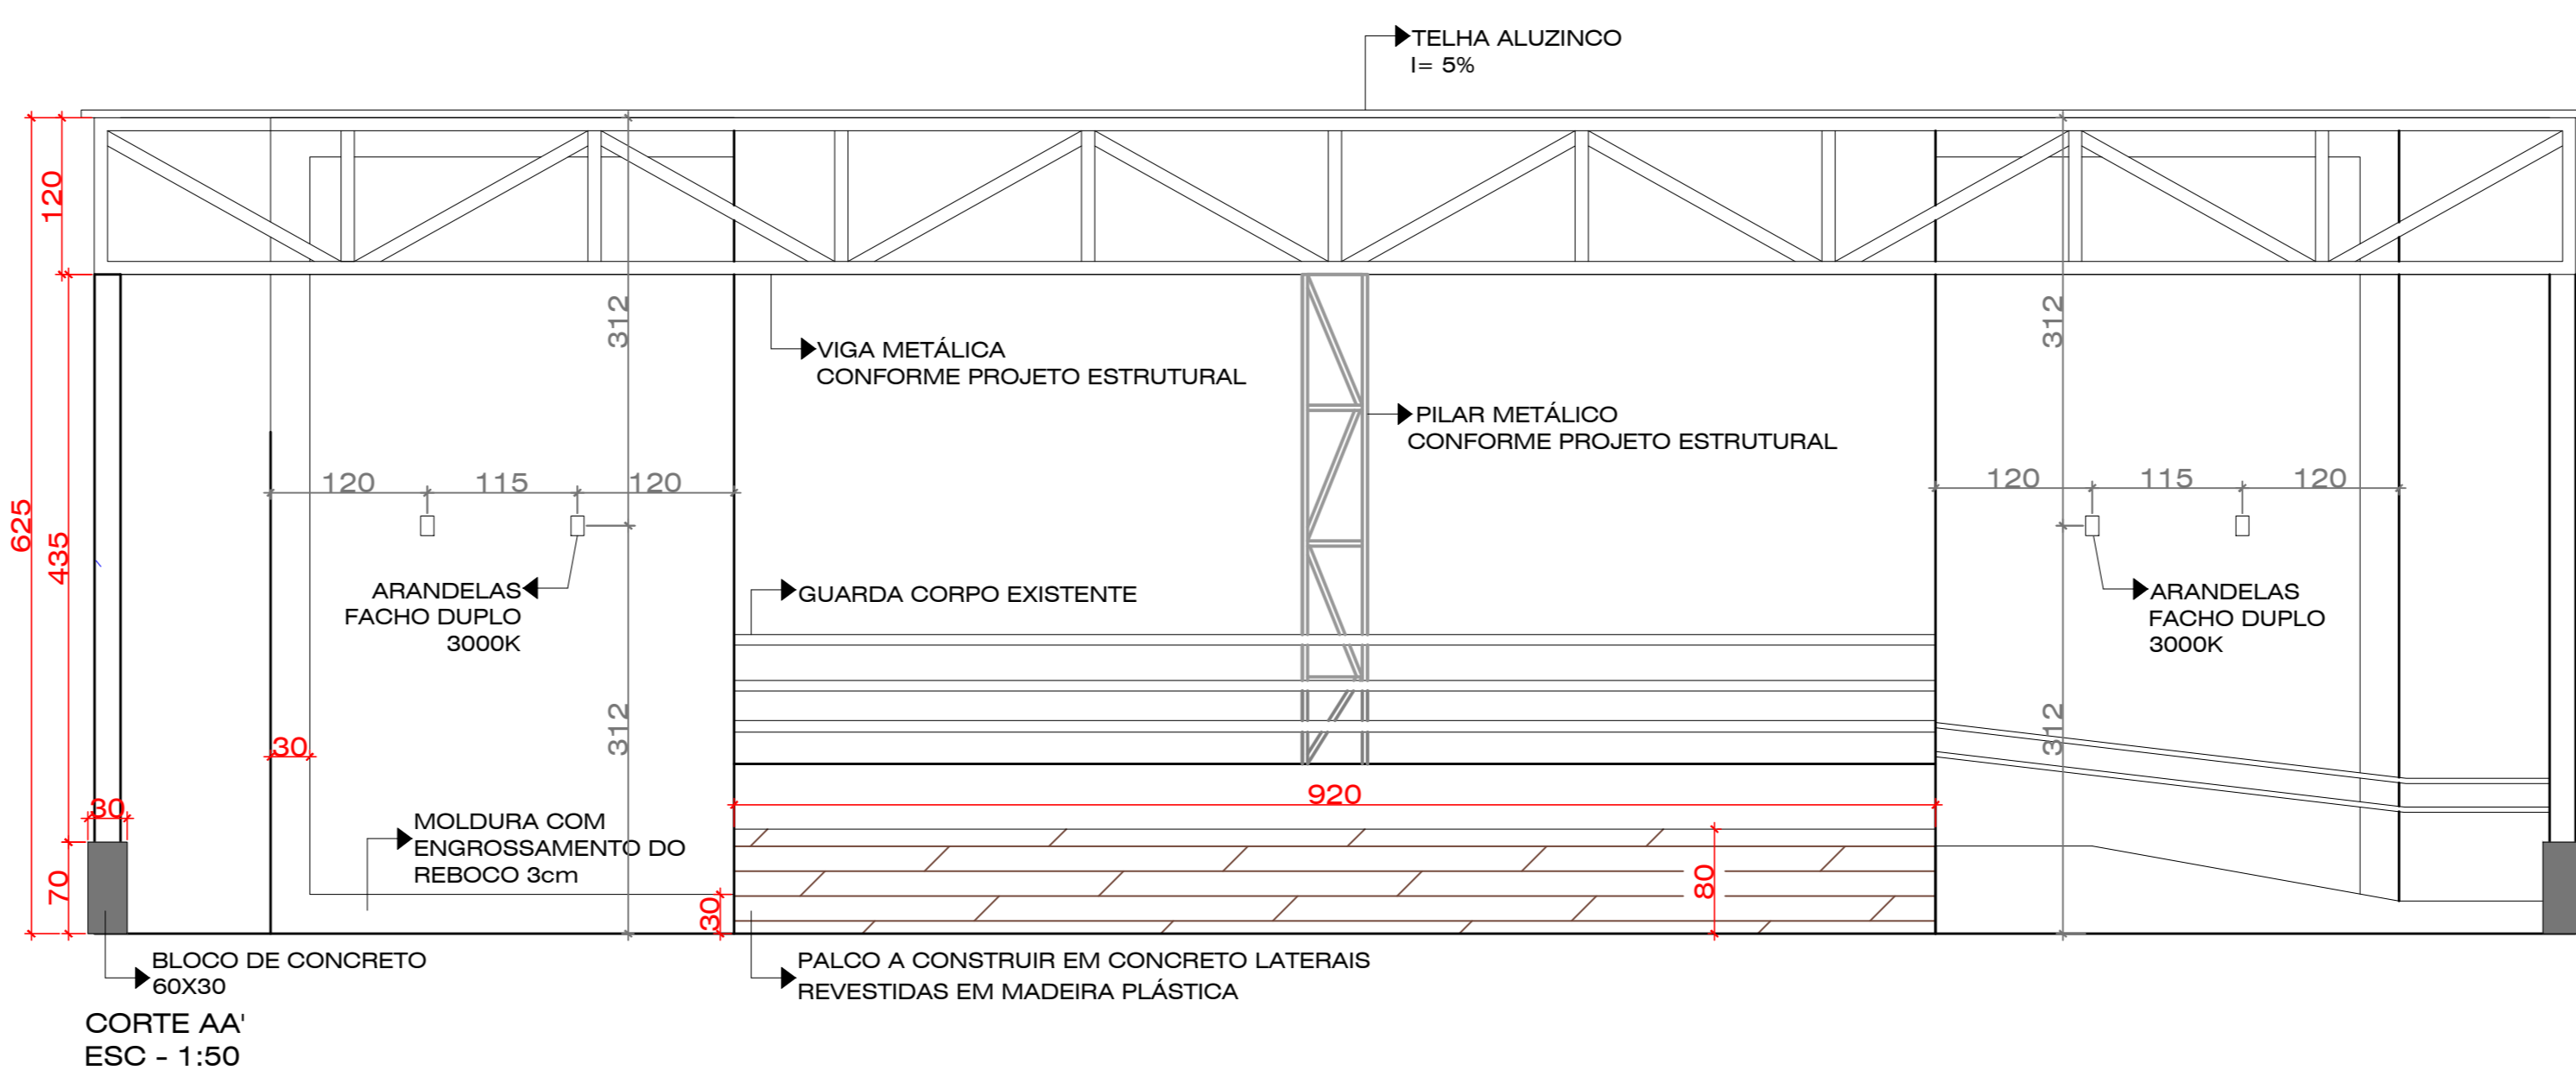 TELHA ALUZINCO
I= 5%
120
312
312
VIGA METÁLICA
CONFORME PROJETO ESTRUTURAL
PILAR METÁLICO
CONFORME PROJETO ESTRUTURAL
120 115 120
120 115 120
625
435
ARANDELAS
FACHO DUPLO
3000K
GUARDA CORPO EXISTENTE
ARANDELAS
FACHO DUPLO
3000K
312
312
30
30
920
MOLDURA COM
ENGROSSAMENTO DO
REBOCO 3cm
70
80
30
BLOCO DE CONCRETO
60X30
PALCO A CONSTRUIR EM CONCRETO LATERAIS
REVESTIDAS EM MADEIRA PLÁSTICA
CORTE AA'
ESC - 1:50